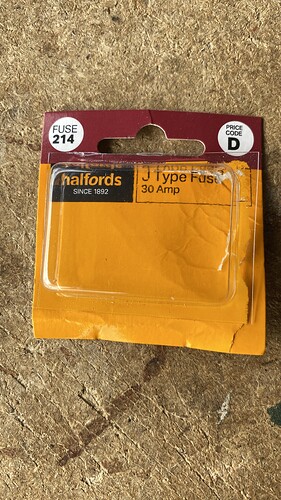 FUSE
214
PRICE
CODE
D
halfords
SINCE 1892
J Type Fuse
30 Amp